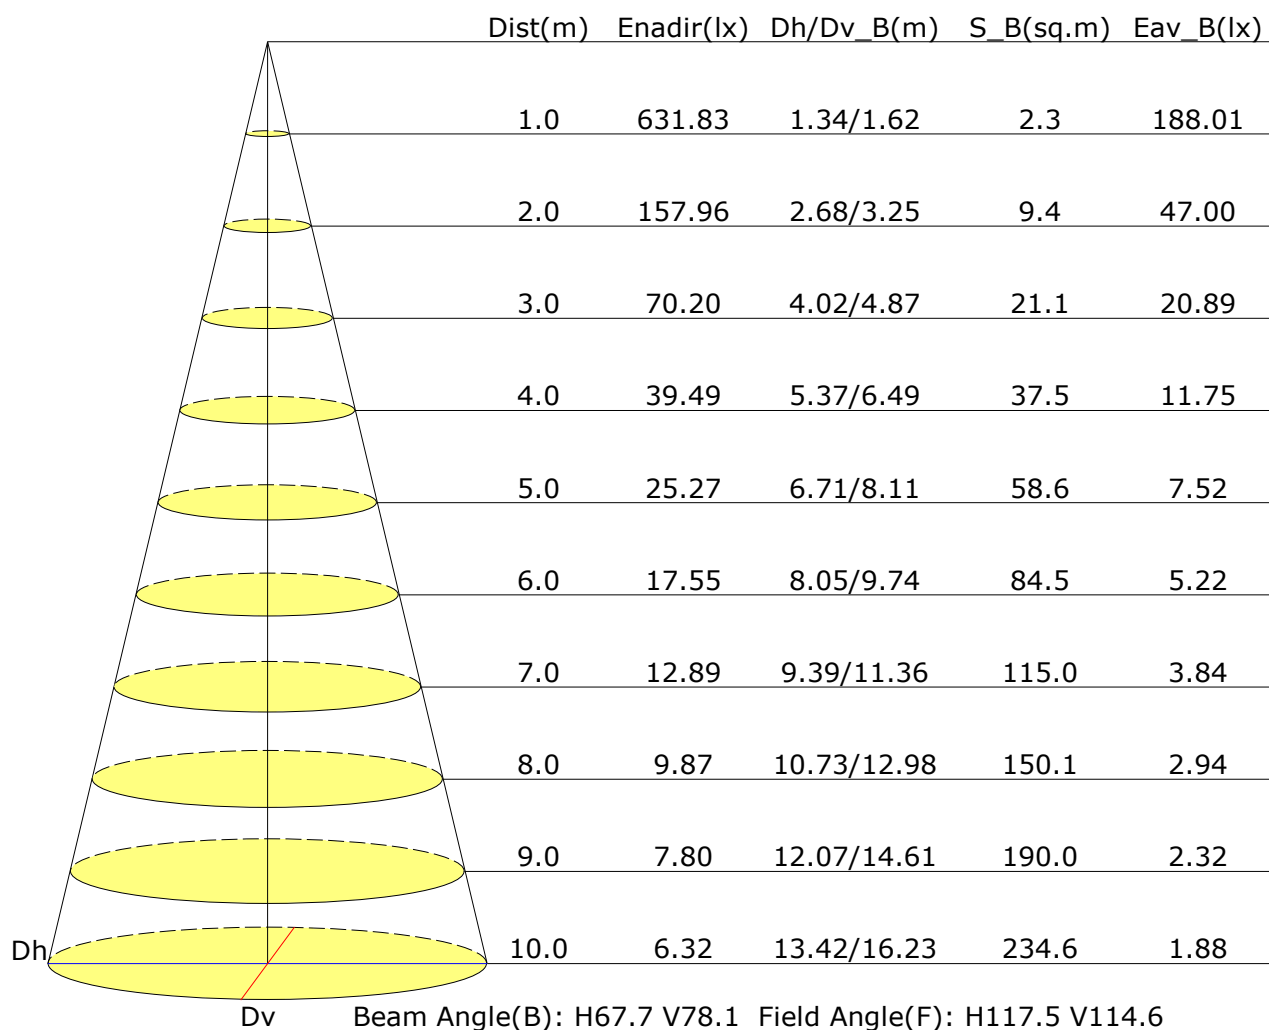 Dist(m) Enadir(lx) Dh/Dv_B(m) S_B(sq.m) Eav_B(lx)
1.0 631.83 1.34/1.62 2.3 188.01
2.0 157.96 2.68/3.25 9.4 47.00
3.0 70.20 4.02/4.87 21.1 20.89
4.0 39.49 5.37/6.49 37.5 11.75
5.0 25.27 6.71/8.11 58.6 7.52
6.0 17.55 8.05/9.74 84.5 5.22
7.0 12.89 9.39/11.36 115.0 3.84
8.0 9.87 10.73/12.98 150.1 2.94
9.0 7.80 12.07/14.61 190.0 2.32
Dh 10.0 6.32 13.42/16.23 234.6 1.88
Dv Beam Angle(B): H67.7 V78.1 Field Angle(F): H117.5 V114.6